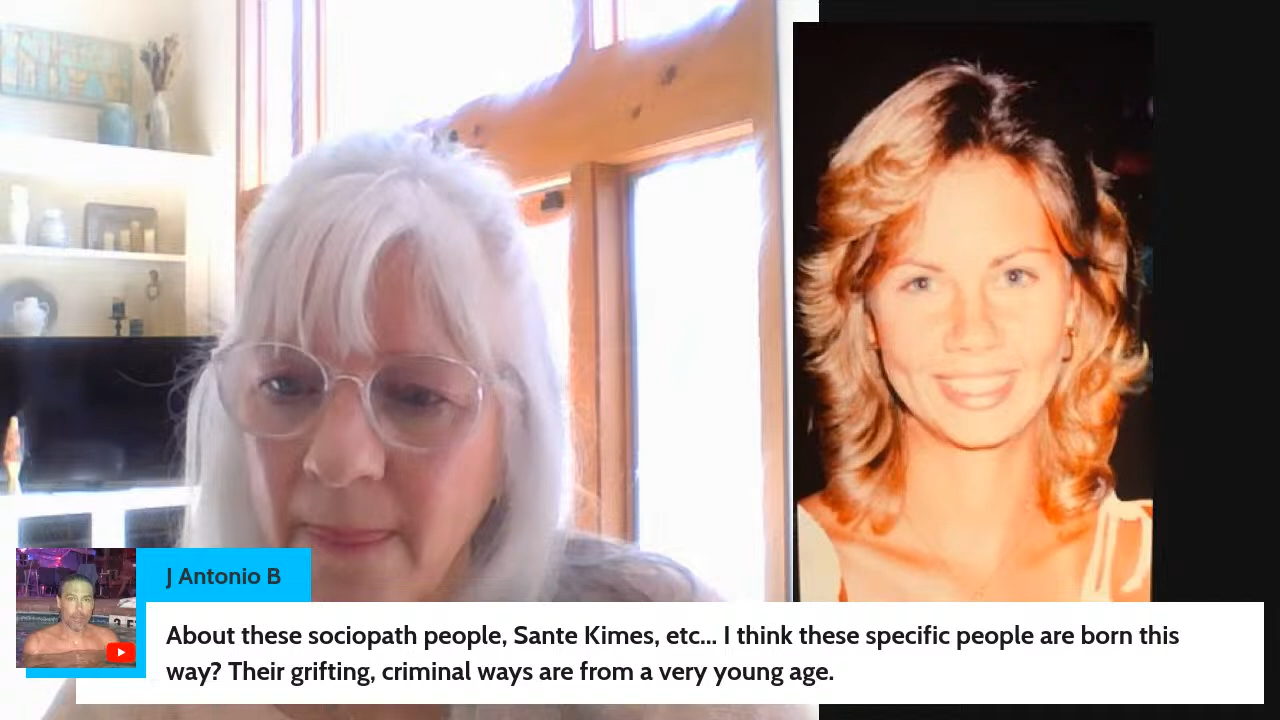 J Antonio B
About these sociopath people, Sante Kimes, etc... I think these specific people are born this
way? Their grifting, criminal ways are from a very young age.